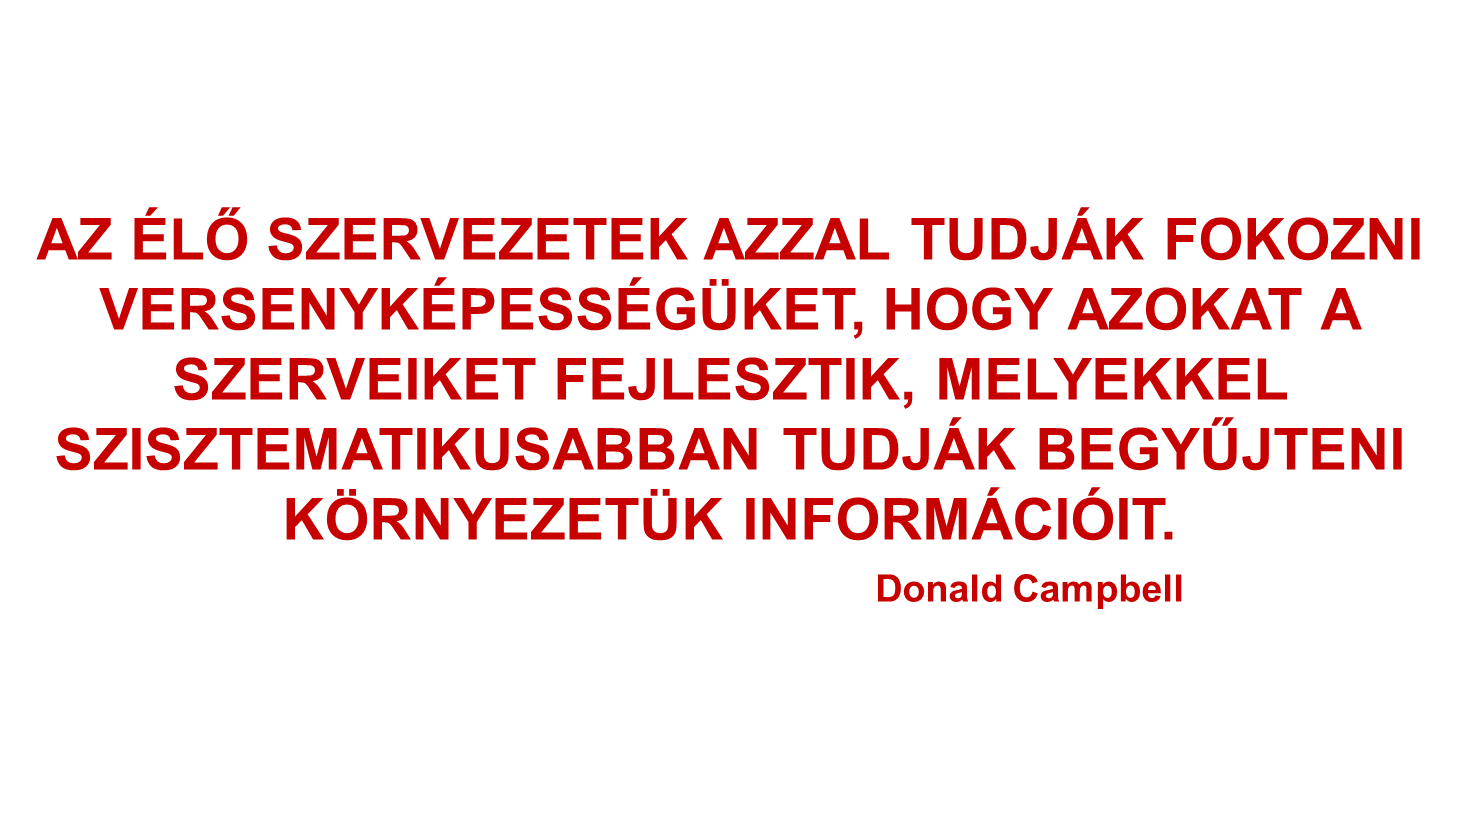 AZ ÉLŐ SZERVEZETEK AZZAL TUDJÁK FOKOZNI
VERSENYKÉPESSÉGÜKET, HOGY AZOKAT A
SZERVEIKET FEJLESZTIK, MELYEKKEL
SZISZTEMATIKUSABBAN TUDJÁK BEGYŰJTENI
KÖRNYEZETÜK INFORMÁCIÓIT.
Donald Campbell